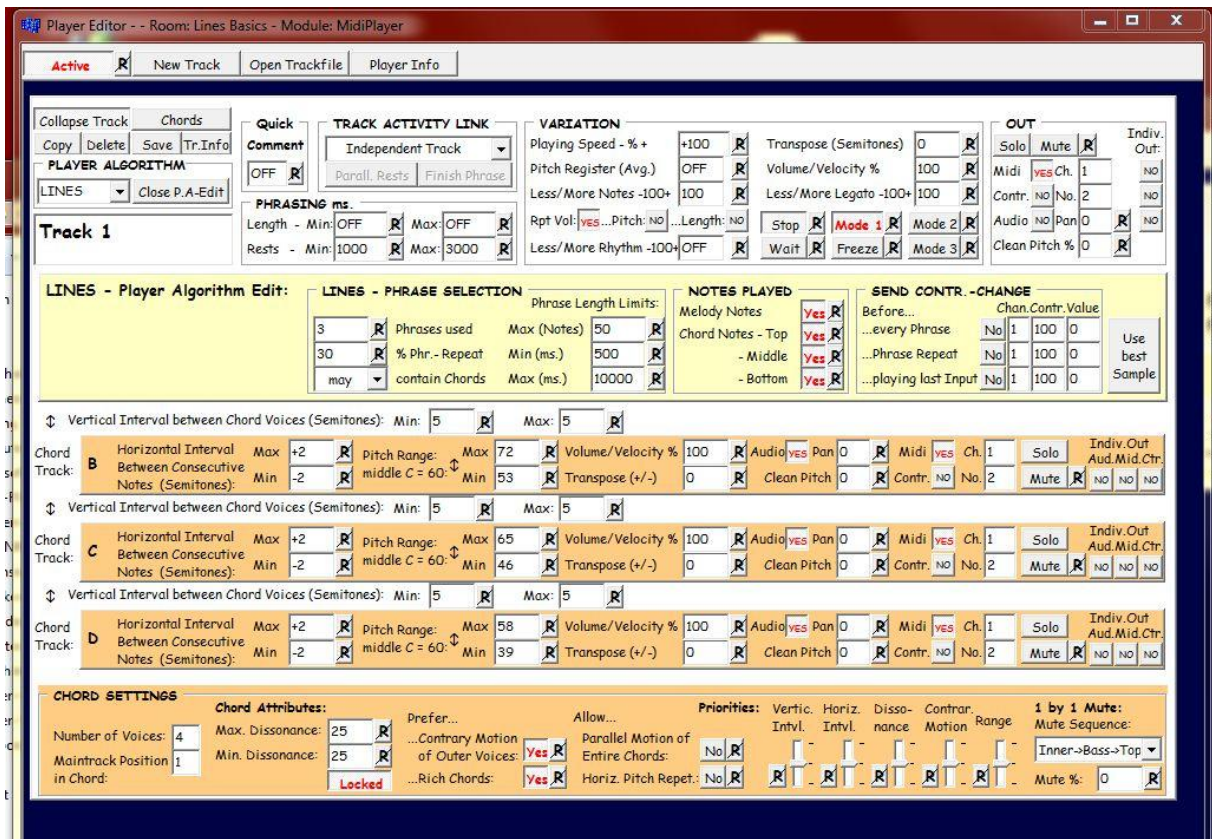 Player Editor - - Room: Lines Basics - Module: MidiPlayer
Active R New Track Open Trackfile Player Info
Collapse Track Chords
Copy Delete Save Tr.Info
PLAYER ALGORITHM
LINES Close P.A-Edit
Track 1
Quick
Comment
OFF R
TRACK ACTIVITY LINK
Independent Track
Parall. Rests Finish Phrase
PHRASING ms.
Length - Min: OFF R Max: OFF R
Rests - Min: 1000 R Max: 3000 R
VARIATION
Playing Speed - % + +100 R Transpose (Semitones) 0 R
Pitch Register (Avg.) OFF R Volume/Velocity % 100 R
Less/More Notes -100+ 100 R Less/More Legato -100+ 100 R
Rpt Vol: YES ...Pitch: NO ...Length: NO Stop R Mode 1 R Mode 2 R
Less/More Rhythm -100+ OFF R Wait R Freeze R Mode 3 R
OUT
Indiv.
Out:
Solo Mute R
Midi YES Ch. 1 NO
Contr. NO No. 2 NO
Audio NO Pan 0 R NO
Clean Pitch % 0 R
LINES - Player Algorithm Edit:
LINES - PHRASE SELECTION
Phrase Length Limits:
3 R Phrases used Max (Notes) 50 R
30 R % Phr.- Repeat Min (ms.) 500 R
may contain Chords Max (ms.) 10000 R
NOTES PLAYED
Melody Notes Yes R
Chord Notes - Top Yes R
- Middle Yes R
- Bottom Yes R
SEND CONTR.-CHANGE
Before... Chan.Contr.Value
...every Phrase No 1 100 0
...Phrase Repeat No 1 100 0
...playing last Input No 1 100 0
Use
best
Sample
↕ Vertical Interval between Chord Voices (Semitones): Min: 5 R Max: 5 R
Chord
Track: B
Horizontal Interval
Between Consecutive
Notes (Semitones):
Max +2 R
Min -2 R
Pitch Range:
middle C = 60: ↕
Max 72 R
Min 53 R
Volume/Velocity % 100 R Audio YES Pan 0 R Midi YES Ch. 1 Solo
Transpose (+/-) 0 R Clean Pitch 0 R Contr. NO No. 2 Mute R
Indiv.Out
Aud.Mid.Ctr.
NO NO NO
↕ Vertical Interval between Chord Voices (Semitones): Min: 5 R Max: 5 R
Chord
Track: C
Horizontal Interval
Between Consecutive
Notes (Semitones):
Max +2 R
Min -2 R
Pitch Range:
middle C = 60: ↕
Max 65 R
Min 46 R
Volume/Velocity % 100 R Audio YES Pan 0 R Midi YES Ch. 1 Solo
Transpose (+/-) 0 R Clean Pitch 0 R Contr. NO No. 2 Mute R
Indiv.Out
Aud.Mid.Ctr.
NO NO NO
↕ Vertical Interval between Chord Voices (Semitones): Min: 5 R Max: 5 R
Chord
Track: D
Horizontal Interval
Between Consecutive
Notes (Semitones):
Max +2 R
Min -2 R
Pitch Range:
middle C = 60: ↕
Max 58 R
Min 39 R
Volume/Velocity % 100 R Audio YES Pan 0 R Midi YES Ch. 1 Solo
Transpose (+/-) 0 R Clean Pitch 0 R Contr. NO No. 2 Mute R
Indiv.Out
Aud.Mid.Ctr.
NO NO NO
CHORD SETTINGS
Number of Voices: 4
Maintrack Position 1
in Chord:
Chord Attributes:
Max. Dissonance: 25 R
Min. Dissonance: 25 R
Locked
Prefer...
...Contrary Motion
of Outer Voices: Yes R
...Rich Chords: Yes R
Allow...
Parallel Motion of
Entire Chords: No R
Horiz. Pitch Repet.: No R
Priorities:
Vertic. Intvl.
Horiz. Intvl.
Disso-nance
Contrar. Motion
Range
R R R R R
1 by 1 Mute:
Mute Sequence:
Inner->Bass->Top
Mute %: 0 R